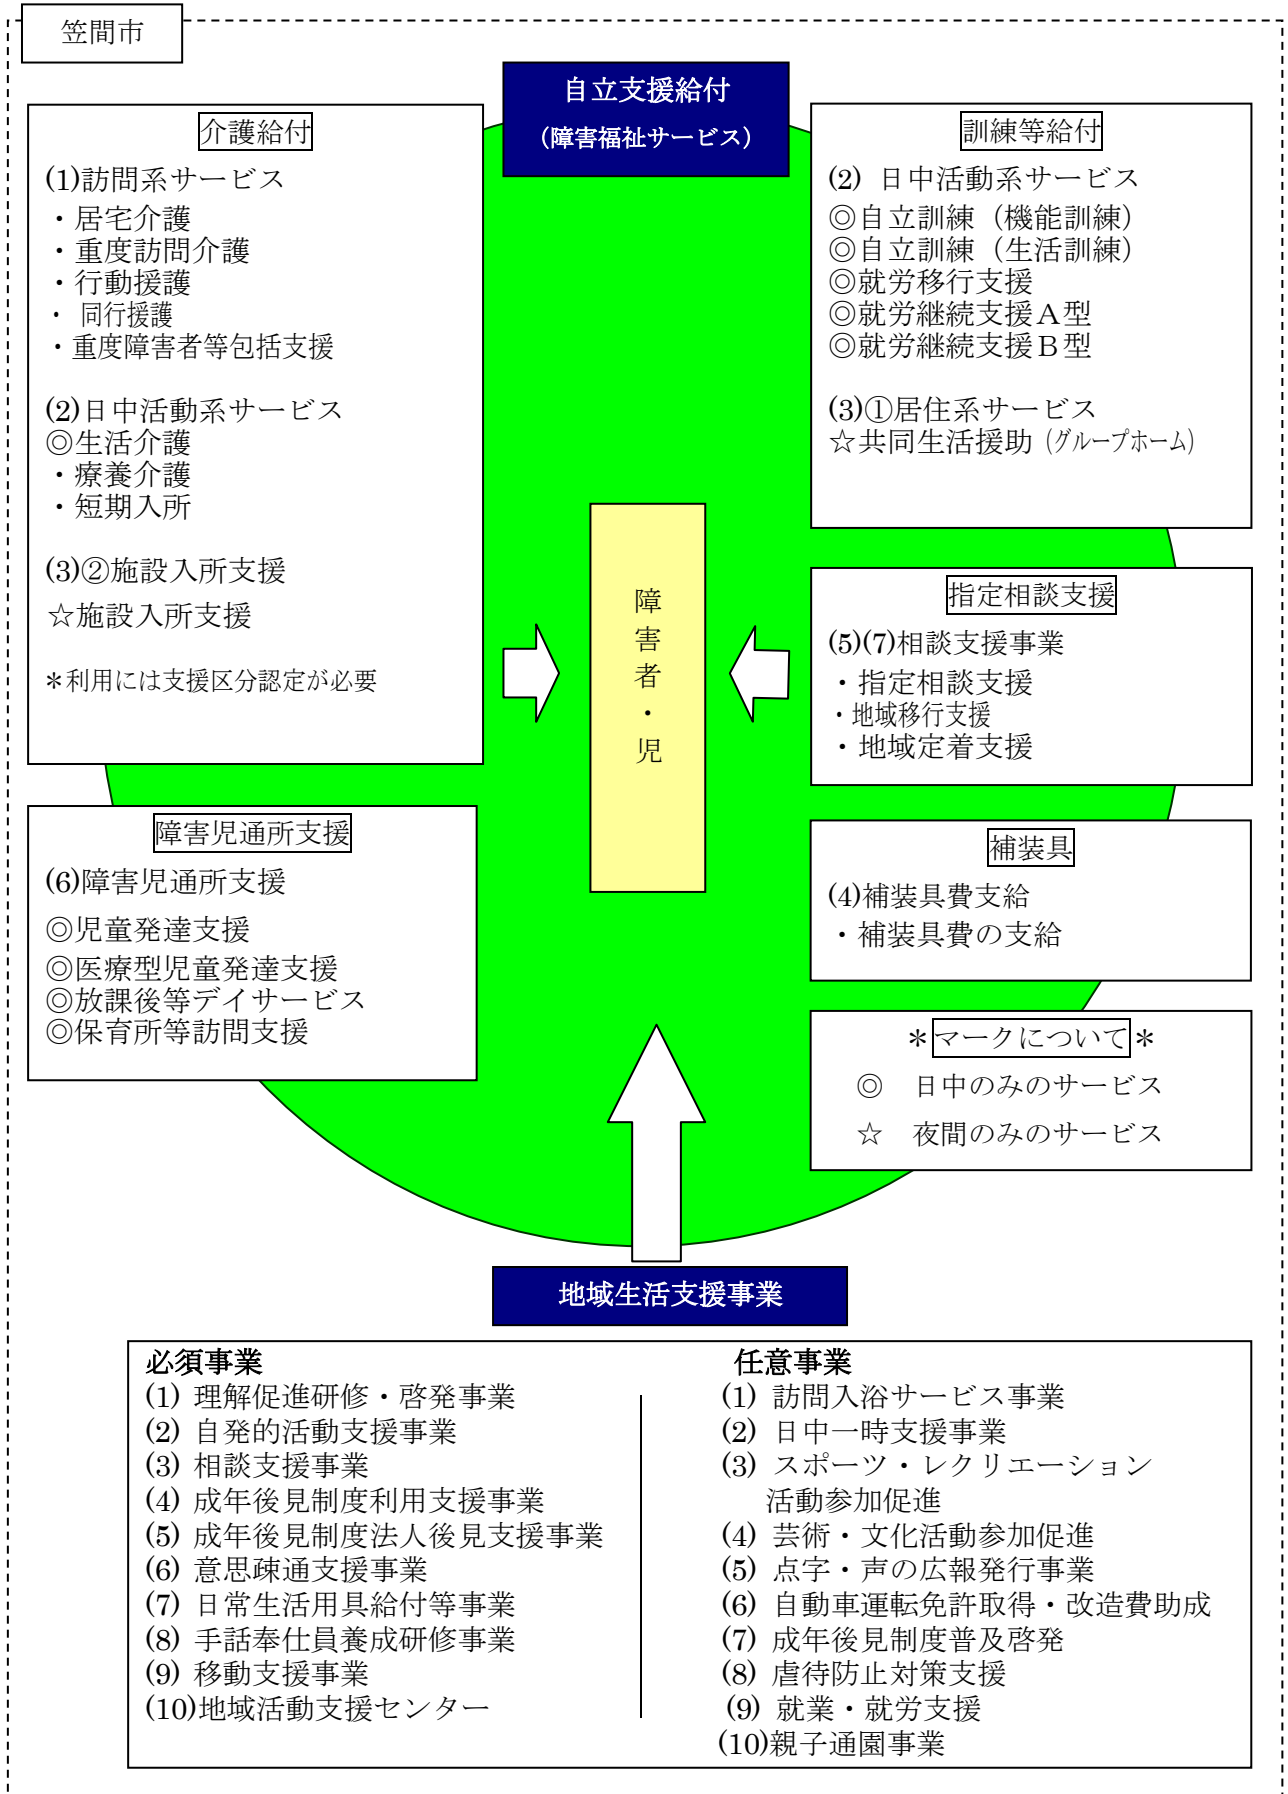 笠間市
自立支援給付
（障害福祉サービス）
介護給付
(1)訪問系サービス
・居宅介護
・重度訪問介護
・行動援護
・ 同行援護
・重度障害者等包括支援
(2)日中活動系サービス
◎生活介護
・療養介護
・短期入所
(3)②施設入所支援
☆施設入所支援
＊利用には支援区分認定が必要
訓練等給付
(2) 日中活動系サービス
◎自立訓練（機能訓練）
◎自立訓練（生活訓練）
◎就労移行支援
◎就労継続支援Ａ型
◎就労継続支援Ｂ型
(3)①居住系サービス
☆共同生活援助（グループホーム）
障害者・児
指定相談支援
(5)(7)相談支援事業
・指定相談支援
・地域移行支援
・地域定着支援
障害児通所支援
(6)障害児通所支援
◎児童発達支援
◎医療型児童発達支援
◎放課後等デイサービス
◎保育所等訪問支援
補装具
(4)補装具費支給
・補装具費の支給
＊マークについて＊
◎　日中のみのサービス
☆　夜間のみのサービス
地域生活支援事業
必須事業
(1) 理解促進研修・啓発事業
(2) 自発的活動支援事業
(3) 相談支援事業
(4) 成年後見制度利用支援事業
(5) 成年後見制度法人後見支援事業
(6) 意思疎通支援事業
(7) 日常生活用具給付等事業
(8) 手話奉仕員養成研修事業
(9) 移動支援事業
(10)地域活動支援センター
任意事業
(1) 訪問入浴サービス事業
(2) 日中一時支援事業
(3) スポーツ・レクリエーション
活動参加促進
(4) 芸術・文化活動参加促進
(5) 点字・声の広報発行事業
(6) 自動車運転免許取得・改造費助成
(7) 成年後見制度普及啓発
(8) 虐待防止対策支援
(9) 就業・就労支援
(10)親子通園事業